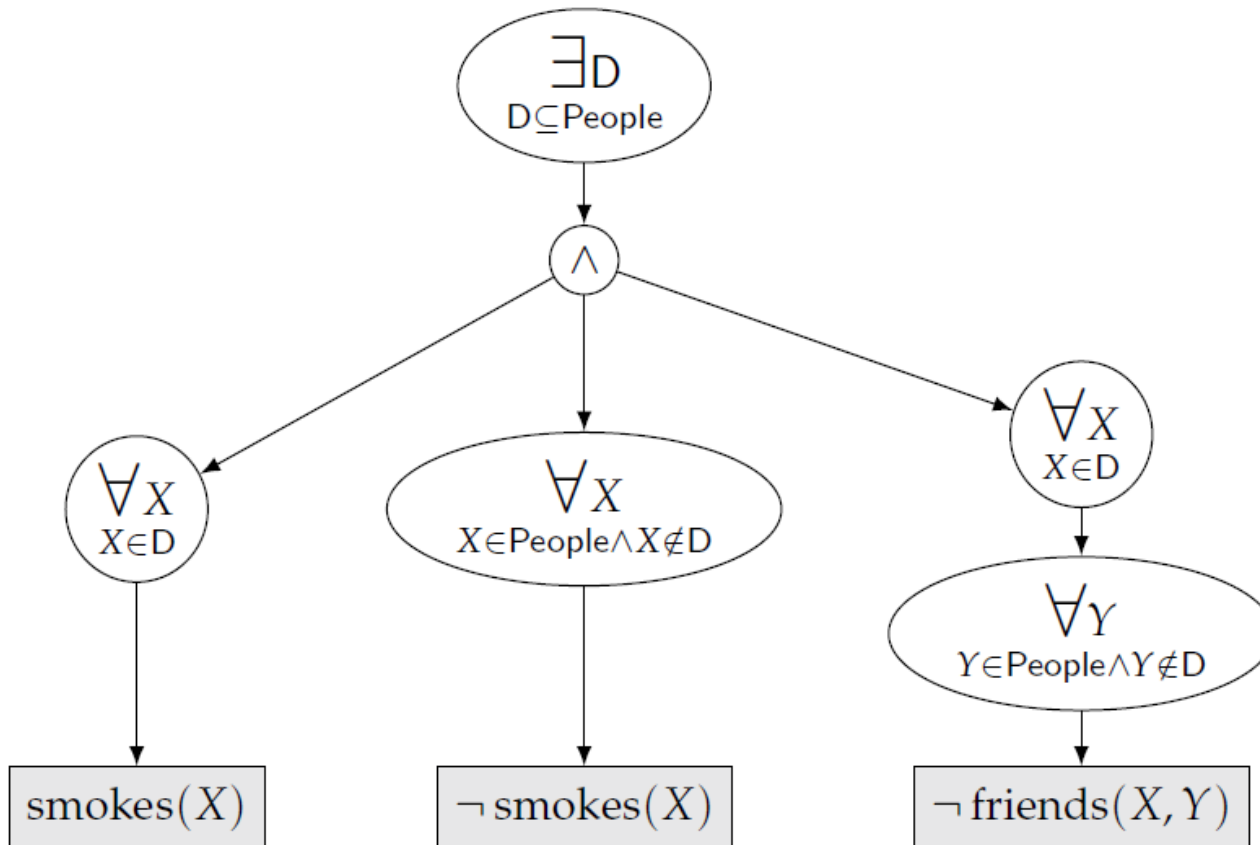 ∃D
D⊆People
∧
∀X
X∈D
∀X
X∈People∧X∉D
∀X
X∈D
∀Y
Y∈People∧Y∉D
smokes(X)
¬ smokes(X)
¬ friends(X, Y)